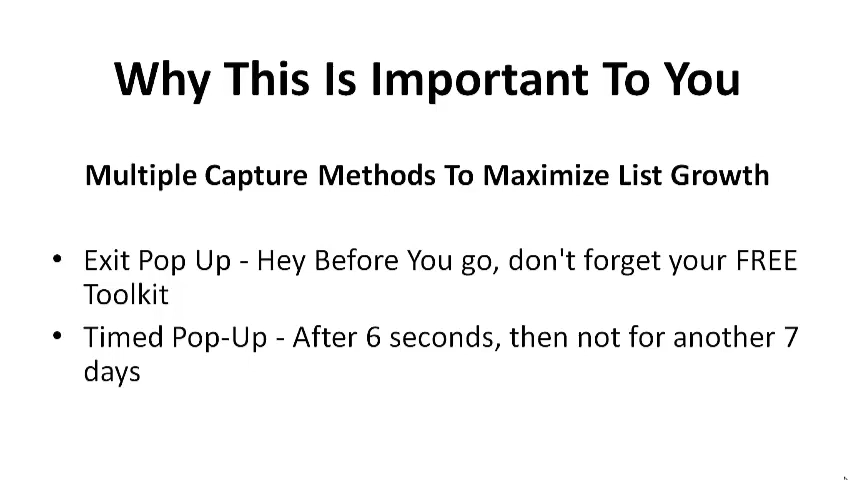 Why This Is Important To You
Multiple Capture Methods To Maximize List Growth
• Exit Pop Up - Hey Before You go, don't forget your FREE
Toolkit
• Timed Pop-Up - After 6 seconds, then not for another 7
days